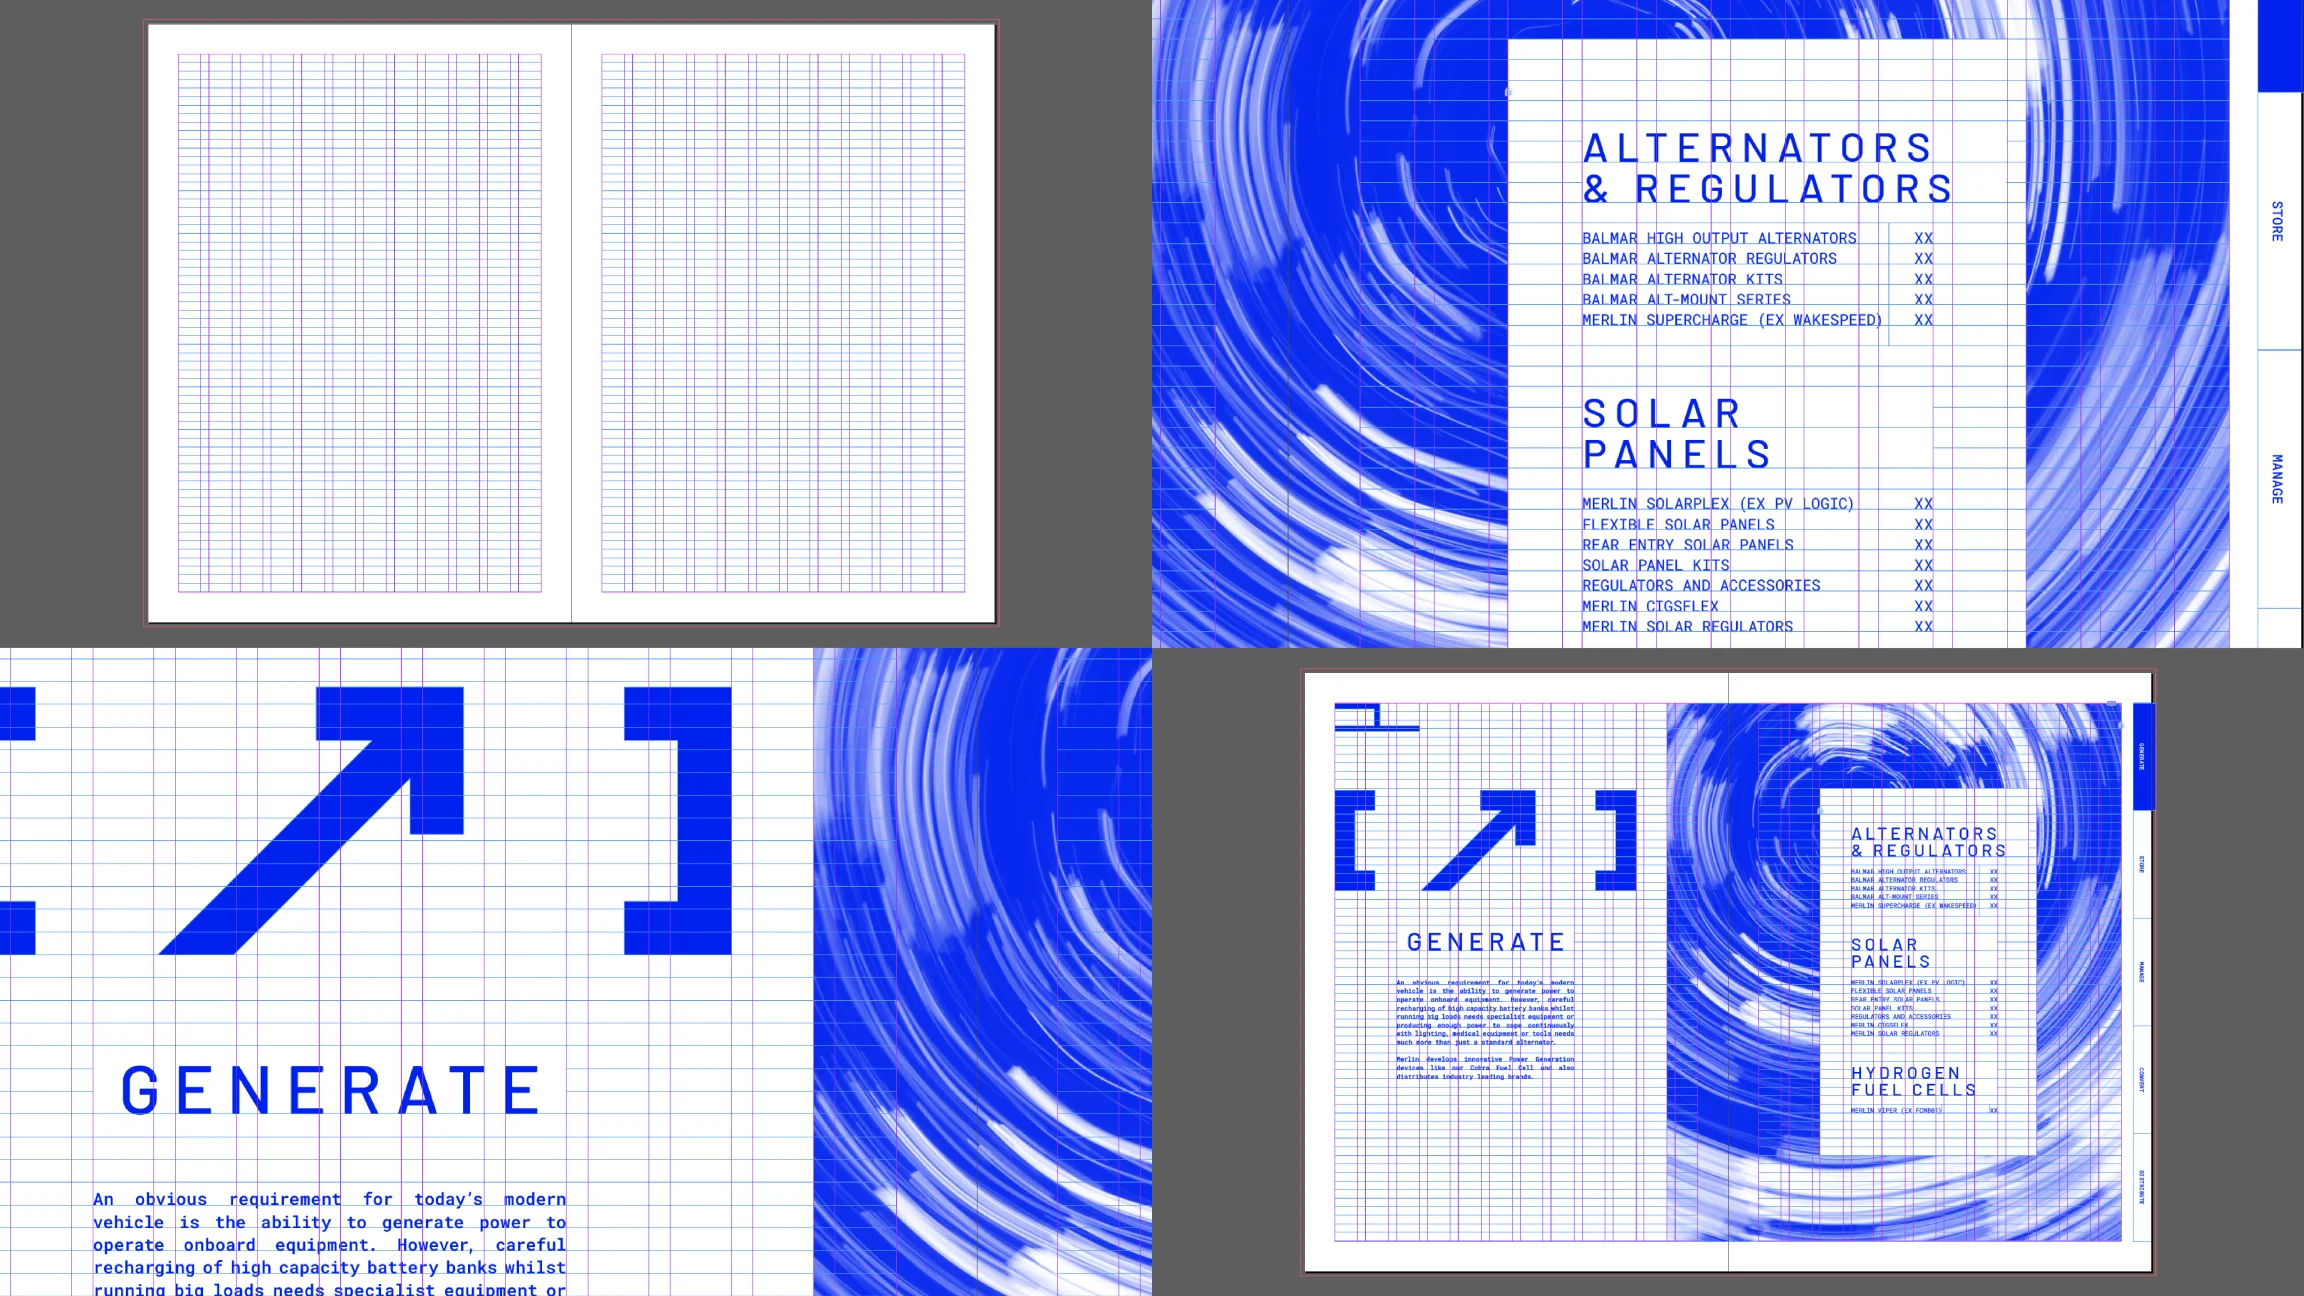 ALTERNATORS
& REGULATORS
BALMAR HIGH OUTPUT ALTERNATORS XX
BALMAR ALTERNATOR REGULATORS XX
BALMAR ALTERNATOR KITS XX
BALMAR ALT-MOUNT SERIES XX
MERLIN SUPERCHARGE (EX WAKESPEED) XX
SOLAR
PANELS
MERLIN SOLARPLEX (EX PV LOGIC) XX
FLEXIBLE SOLAR PANELS XX
REAR ENTRY SOLAR PANELS XX
SOLAR PANEL KITS XX
REGULATORS AND ACCESSORIES XX
MERLIN CIGSFLEX XX
MERLIN SOLAR REGULATORS XX
STORE
MANAGE
GENERATE
An obvious requirement for today's modern
vehicle is the ability to generate power to
operate onboard equipment. However, careful
recharging of high capacity battery banks whilst
running big loads needs specialist equipment or
GENERATE
An obvious requirement for today's modern
vehicle is the ability to generate power to
operate onboard equipment. However, careful
recharging of high capacity battery banks whilst
running big loads needs specialist equipment or
producing enough power to cope continuously
with lighting, medical equipment or tools needs
much more than just a standard alternator.
Merlin develops innovative Power Generation
devices like our Cobra Fuel Cell and also
distributes industry leading brands.
ALTERNATORS
& REGULATORS
BALMAR HIGH OUTPUT ALTERNATORS XX
BALMAR ALTERNATOR REGULATORS XX
BALMAR ALTERNATOR KITS XX
BALMAR ALT-MOUNT SERIES XX
MERLIN SUPERCHARGE (EX WAKESPEED) XX
SOLAR
PANELS
MERLIN SOLARPLEX (EX PV LOGIC) XX
FLEXIBLE SOLAR PANELS XX
REAR ENTRY SOLAR PANELS XX
SOLAR PANEL KITS XX
REGULATORS AND ACCESSORIES XX
MERLIN CIGSFLEX XX
MERLIN SOLAR REGULATORS XX
HYDROGEN
FUEL CELLS
MERLIN VIPER XX
GENERATE
STORE
MANAGE
CONVERT
DISTRIBUTE